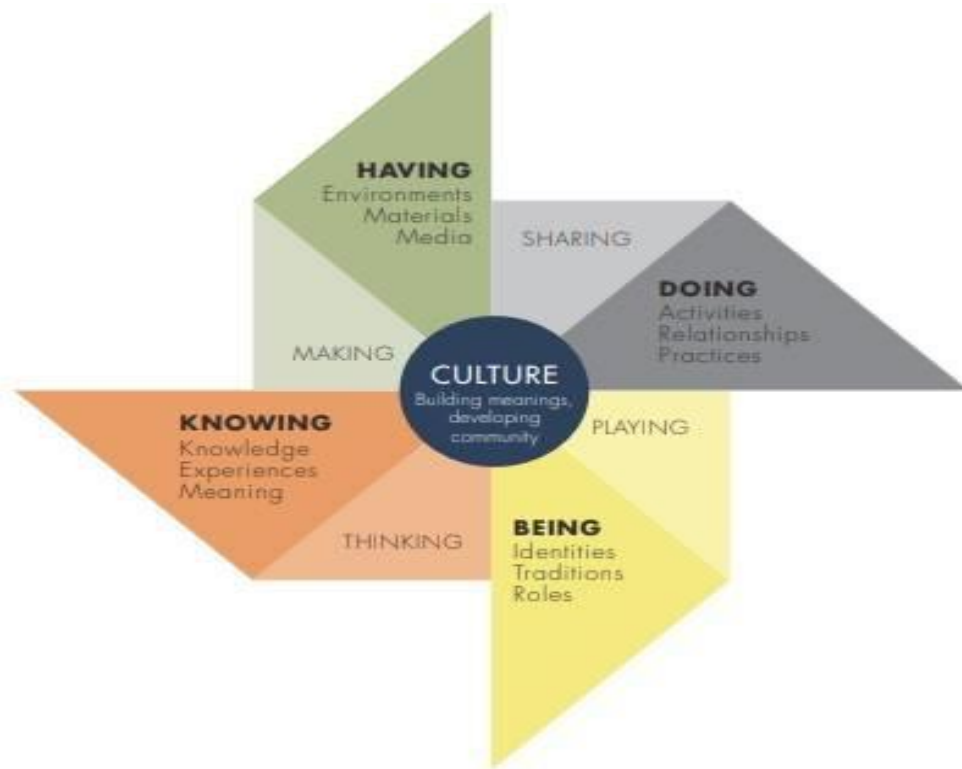 HAVING
Environments
Materials
Media
SHARING
DOING
Activities
Relationships
Practices
MAKING
CULTURE
Building meanings,
developing
community
PLAYING
KNOWING
Knowledge
Experiences
Meaning
THINKING
BEING
Identities
Traditions
Roles